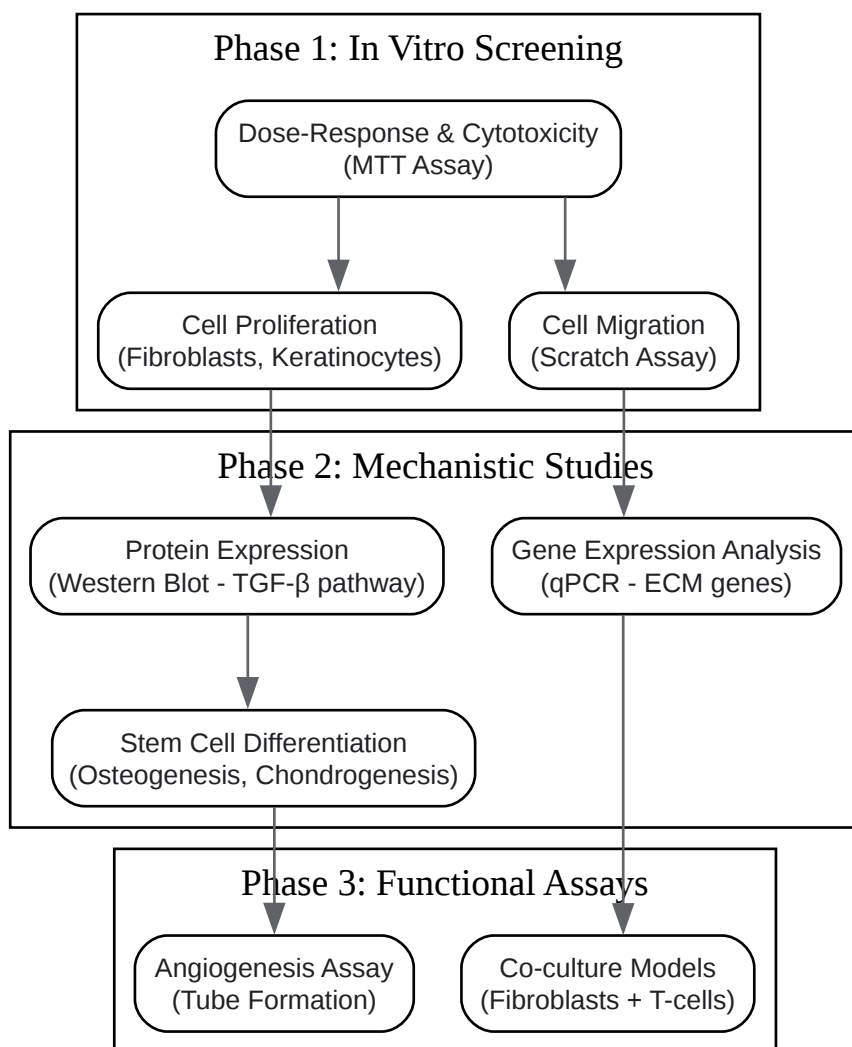 Phase 1: In Vitro Screening
Dose-Response & Cytotoxicity
(MTT Assay)
Cell Proliferation
(Fibroblasts, Keratinocytes)
Cell Migration
(Scratch Assay)
Phase 2: Mechanistic Studies
Protein Expression
(Western Blot - TGF-β pathway)
Gene Expression Analysis
(qPCR - ECM genes)
Stem Cell Differentiation
(Osteogenesis, Chondrogenesis)
Phase 3: Functional Assays
Angiogenesis Assay
(Tube Formation)
Co-culture Models
(Fibroblasts + T-cells)